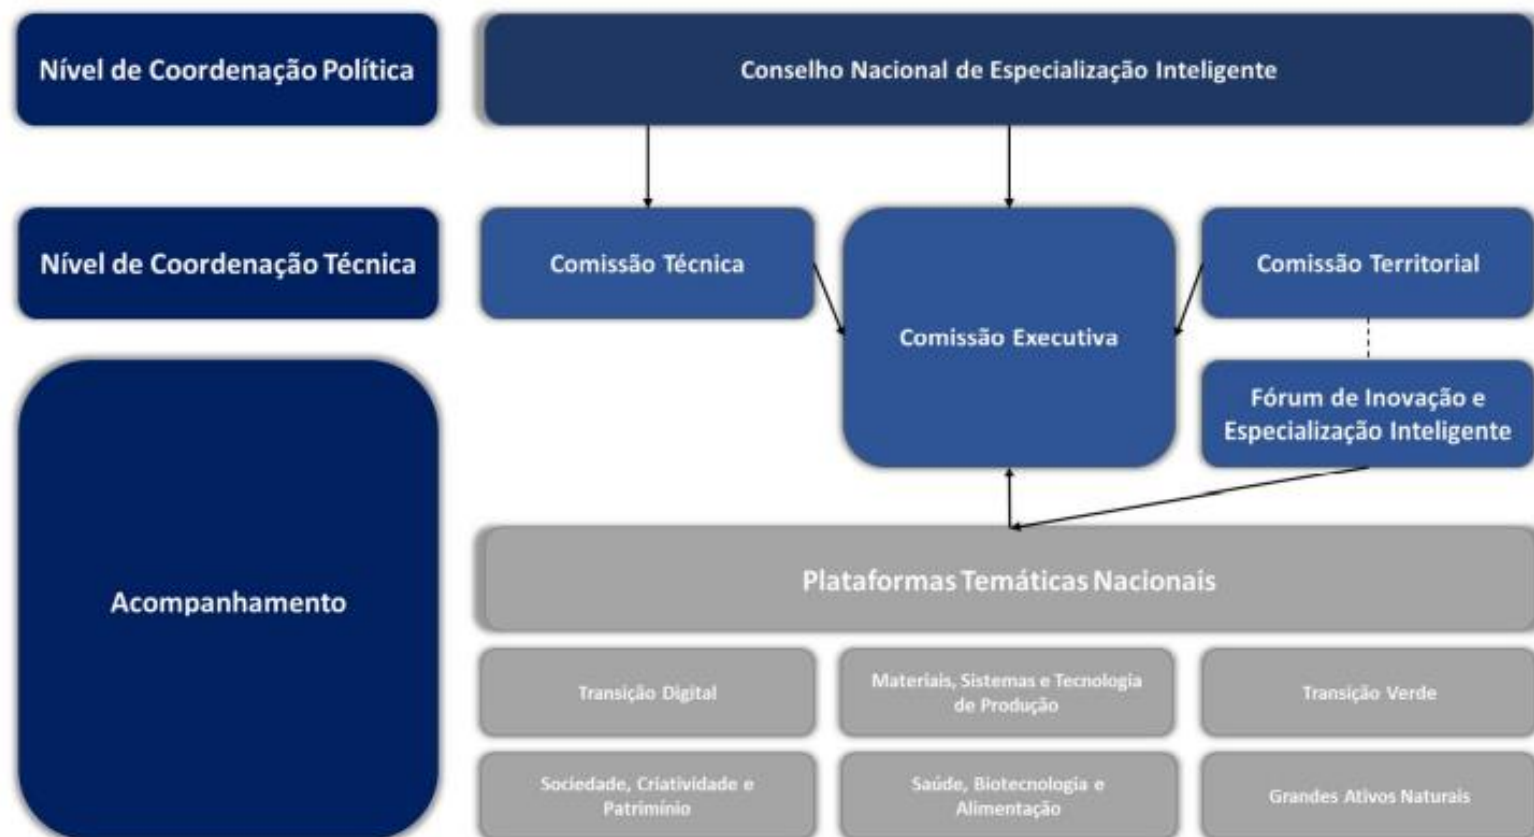 Nível de Coordenação Política
Conselho Nacional de Especialização Inteligente
Nível de Coordenação Técnica
Comissão Técnica
Comissão Executiva
Comissão Territorial
Fórum de Inovação e
Especialização Inteligente
Acompanhamento
Plataformas Temáticas Nacionais
Transição Digital
Materiais, Sistemas e Tecnologia
de Produção
Transição Verde
Sociedade, Criatividade e
Patrimínio
Saúde, Biotecnologia e
Alimentação
Grandes Ativos Naturais